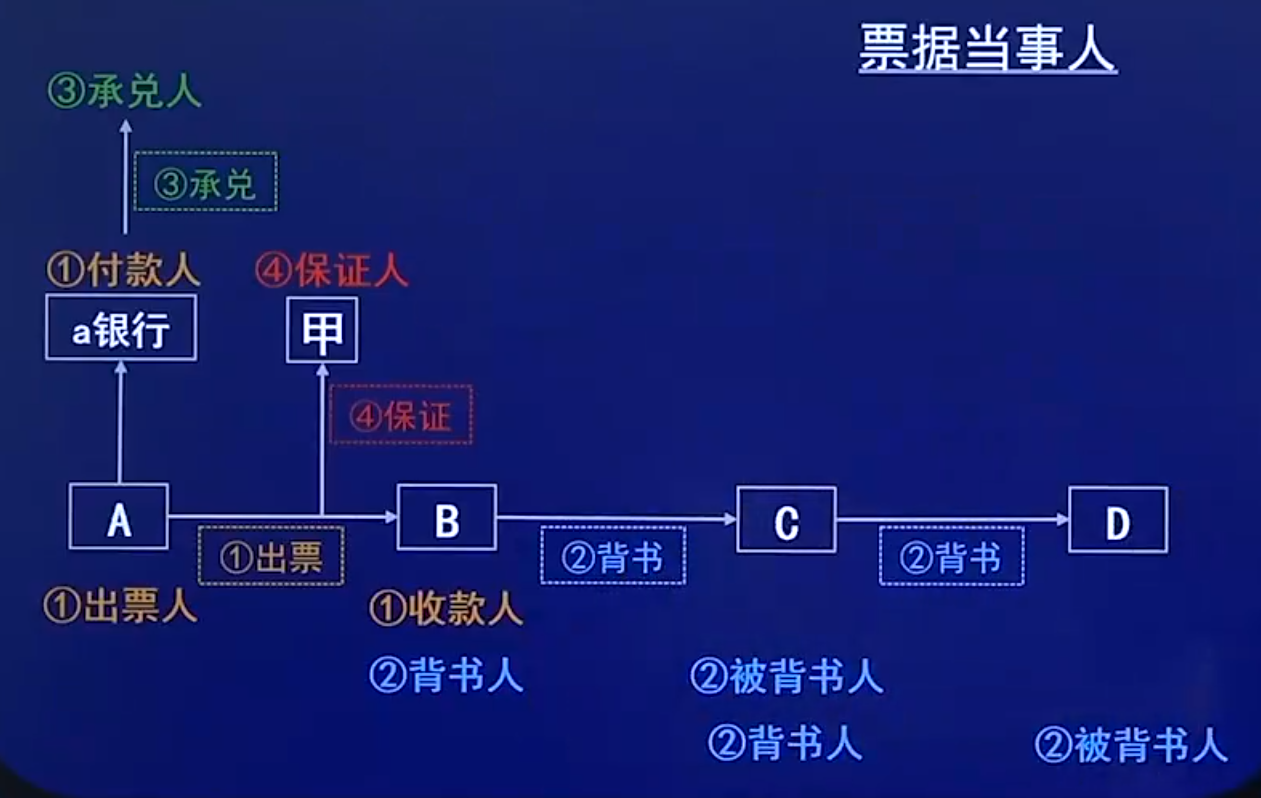 票据当事人
③承兑人
③承兑
①付款人
④保证人
a银行
甲
④保证
A
B
C
D
①出票
②背书
②背书
①出票人
①收款人
②背书人
②被背书人
②背书人
②被背书人